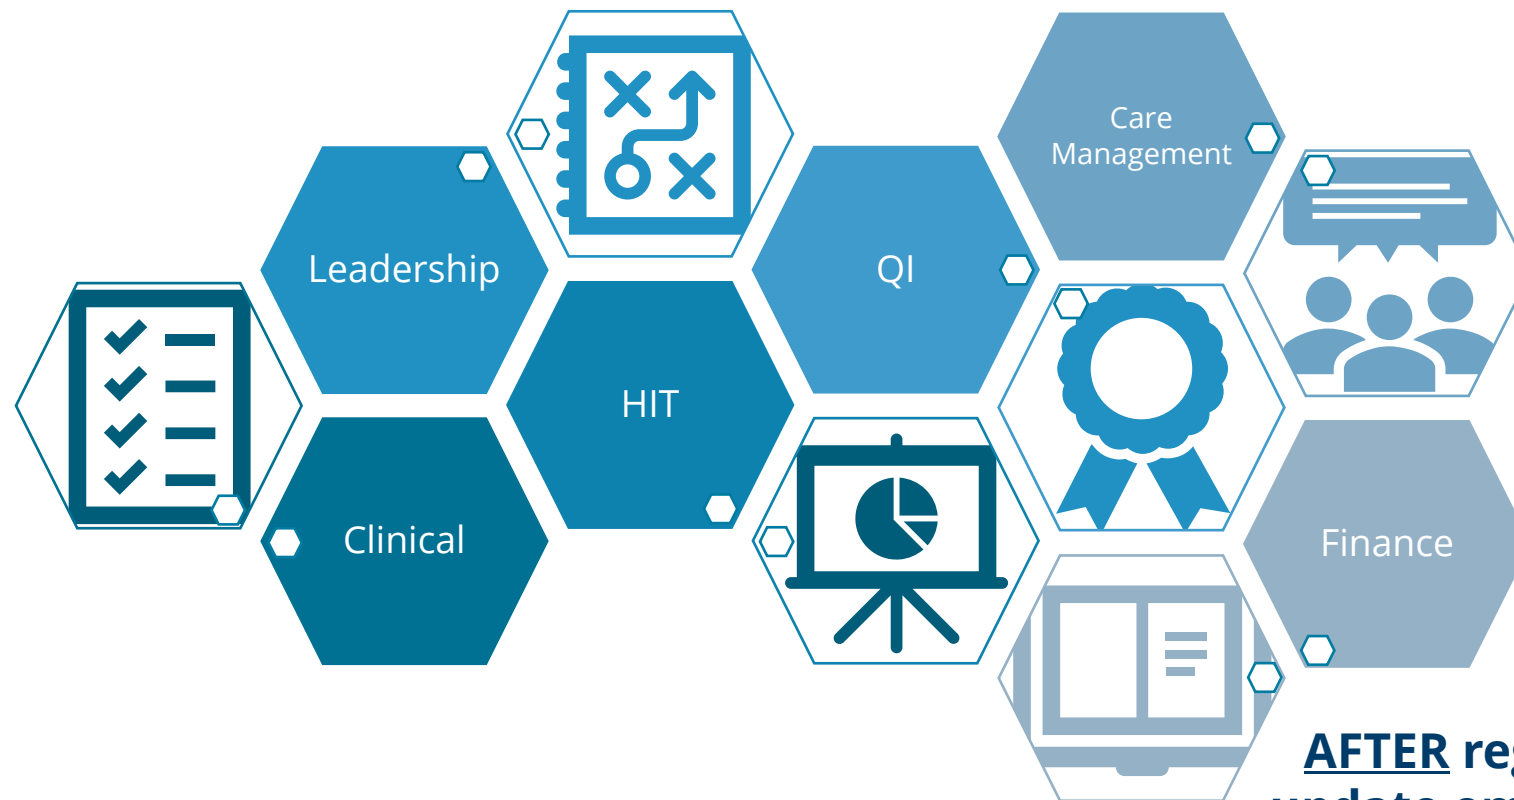 Care
Management
Leadership
QI
HIT
Clinical
Finance
AFTER